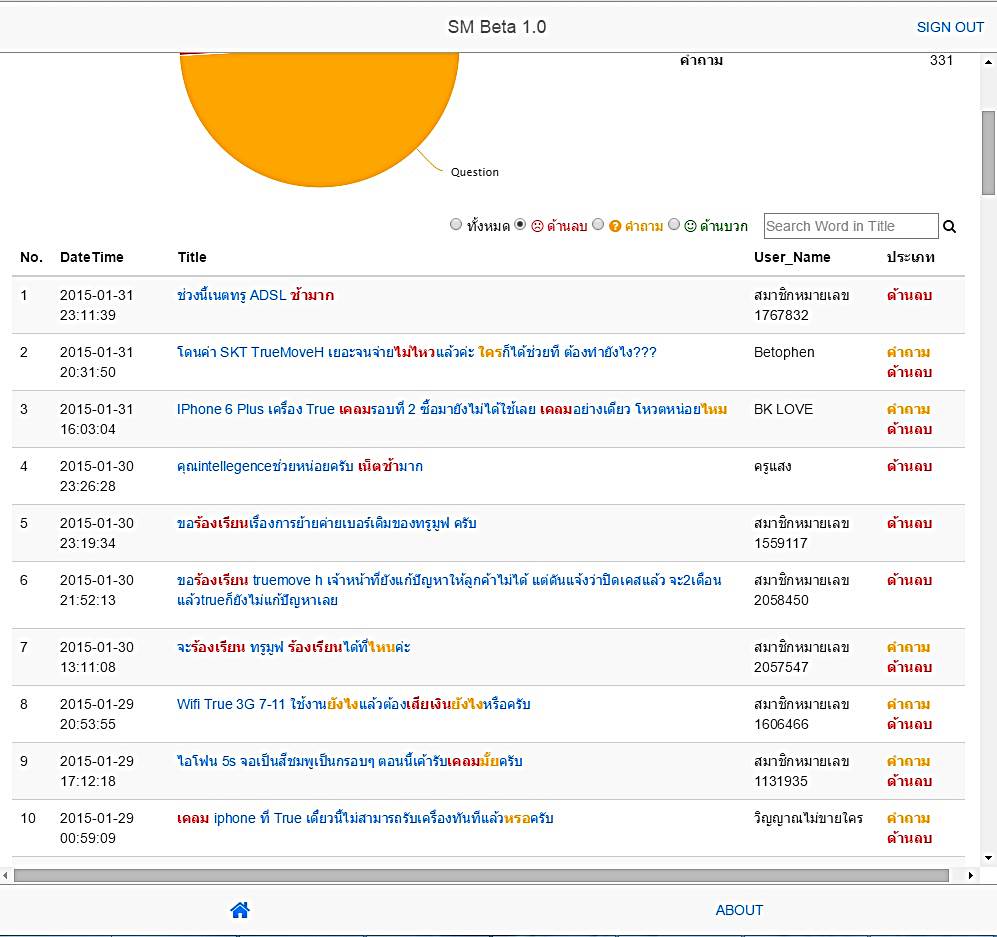 SM Beta 1.0
SIGN OUT
คำถาม 331
Question
ทั้งหมด ด้านลบ คำถาม ด้านบวก Search Word in Title
No. DateTime Title User_Name ประเภท
1 2015-01-31 ช่วงนี้เนตทรู ADSL ช้ามาก สมาชิกหมายเลข ด้านลบ
23:11:39 1767832
2 2015-01-31 โดนค่า SKT TrueMoveH เยอะจนจ่ายไม่ไหวแล้วค่ะ ใครก็ได้ช่วยที ต้องทำยังไง??? Betophen คำถาม
20:31:50 ด้านลบ
3 2015-01-31 IPhone 6 Plus เครื่อง True เคลมรอบที่ 2 ซื้อมายังไม่ได้ใช้เลย เคลมอย่างเดียว โหวตหน่อยไหม BK LOVE คำถาม
16:03:04 ด้านลบ
4 2015-01-30 คุณintellegenceช่วยหน่อยครับ เน็ตช้ามาก ครูแสง ด้านลบ
23:26:28
5 2015-01-30 ขอร้องเรียนเรื่องการย้ายค่ายเบอร์เดิมของทรูมูฟ ครับ สมาชิกหมายเลข ด้านลบ
23:19:34 1559117
6 2015-01-30 ขอร้องเรียน truemove h เจ้าหน้าที่ยังแก้ปัญหาให้ลูกค้าไม่ได้ แต่ดันแจ้งว่าปิดเคสแล้ว จะ2เดือน สมาชิกหมายเลข ด้านลบ
21:52:13 แล้วtrueก็ยังไม่แก้ปัญหาเลย 2058450
7 2015-01-30 จะร้องเรียน ทรูมูฟ ร้องเรียนได้ที่ไหนค่ะ สมาชิกหมายเลข คำถาม
13:11:08 2057547 ด้านลบ
8 2015-01-29 Wifi True 3G 7-11 ใช้งานยังไงแล้วต้องเสียเงินยังไงหรือครับ สมาชิกหมายเลข คำถาม
20:53:55 1606466 ด้านลบ
9 2015-01-29 ไอโฟน 5s จอเป็นสีชมพูเป็นกรอบๆ ตอนนี้เค้ารับเคลมมั้ยครับ สมาชิกหมายเลข คำถาม
17:12:18 1131935 ด้านลบ
10 2015-01-29 เคลม iphone ที่ True เดี๋ยวนี้ไม่สามารถรับเครื่องทันทีแล้วหรอครับ วิญญาณไม่ขายใคร คำถาม
00:59:09 ด้านลบ
ABOUT